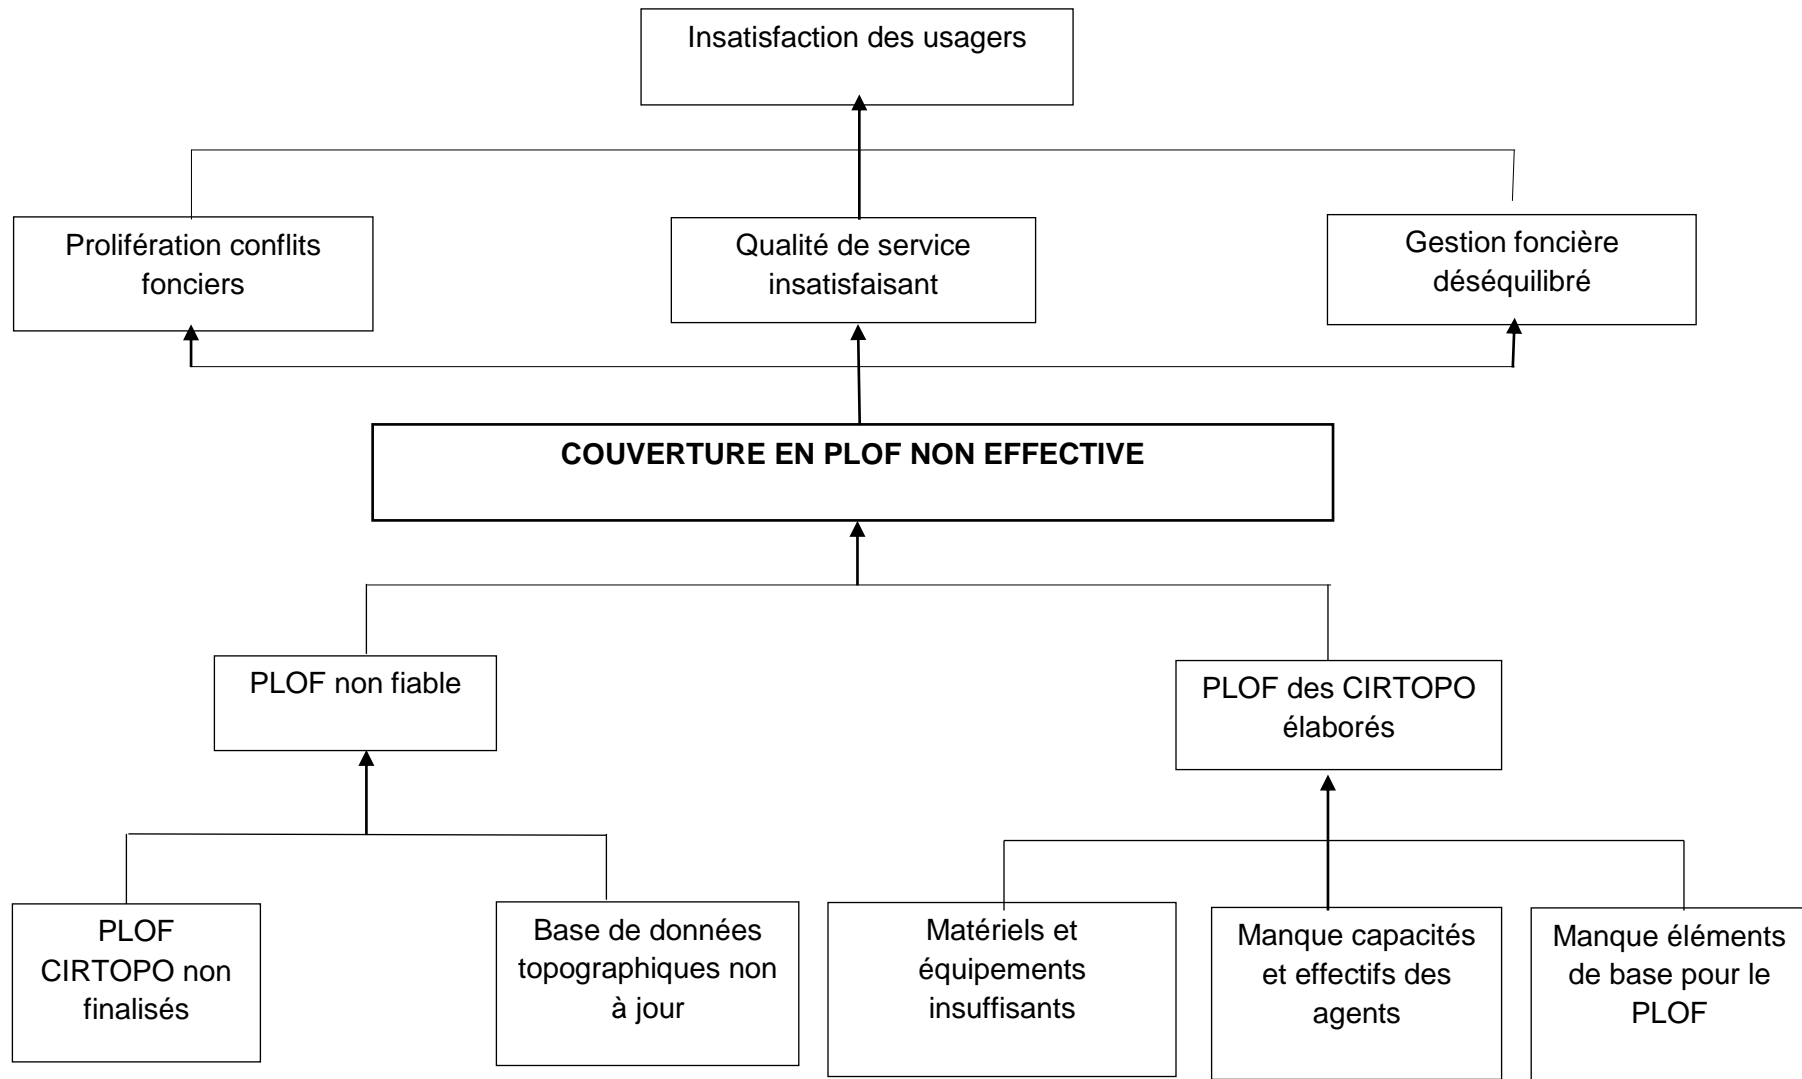 Insatisfaction des usagers
Prolifération conflits
fonciers
Qualité de service
insatisfaisant
Gestion foncière
déséquilibré
COUVERTURE EN PLOF NON EFFECTIVE
PLOF non fiable
PLOF des CIRTOPO
élaborés
PLOF
CIRTOPO non
finalisés
Base de données
topographiques non
à jour
Matériels et
équipements
insuffisants
Manque capacités
et effectifs des
agents
Manque éléments
de base pour le
PLOF